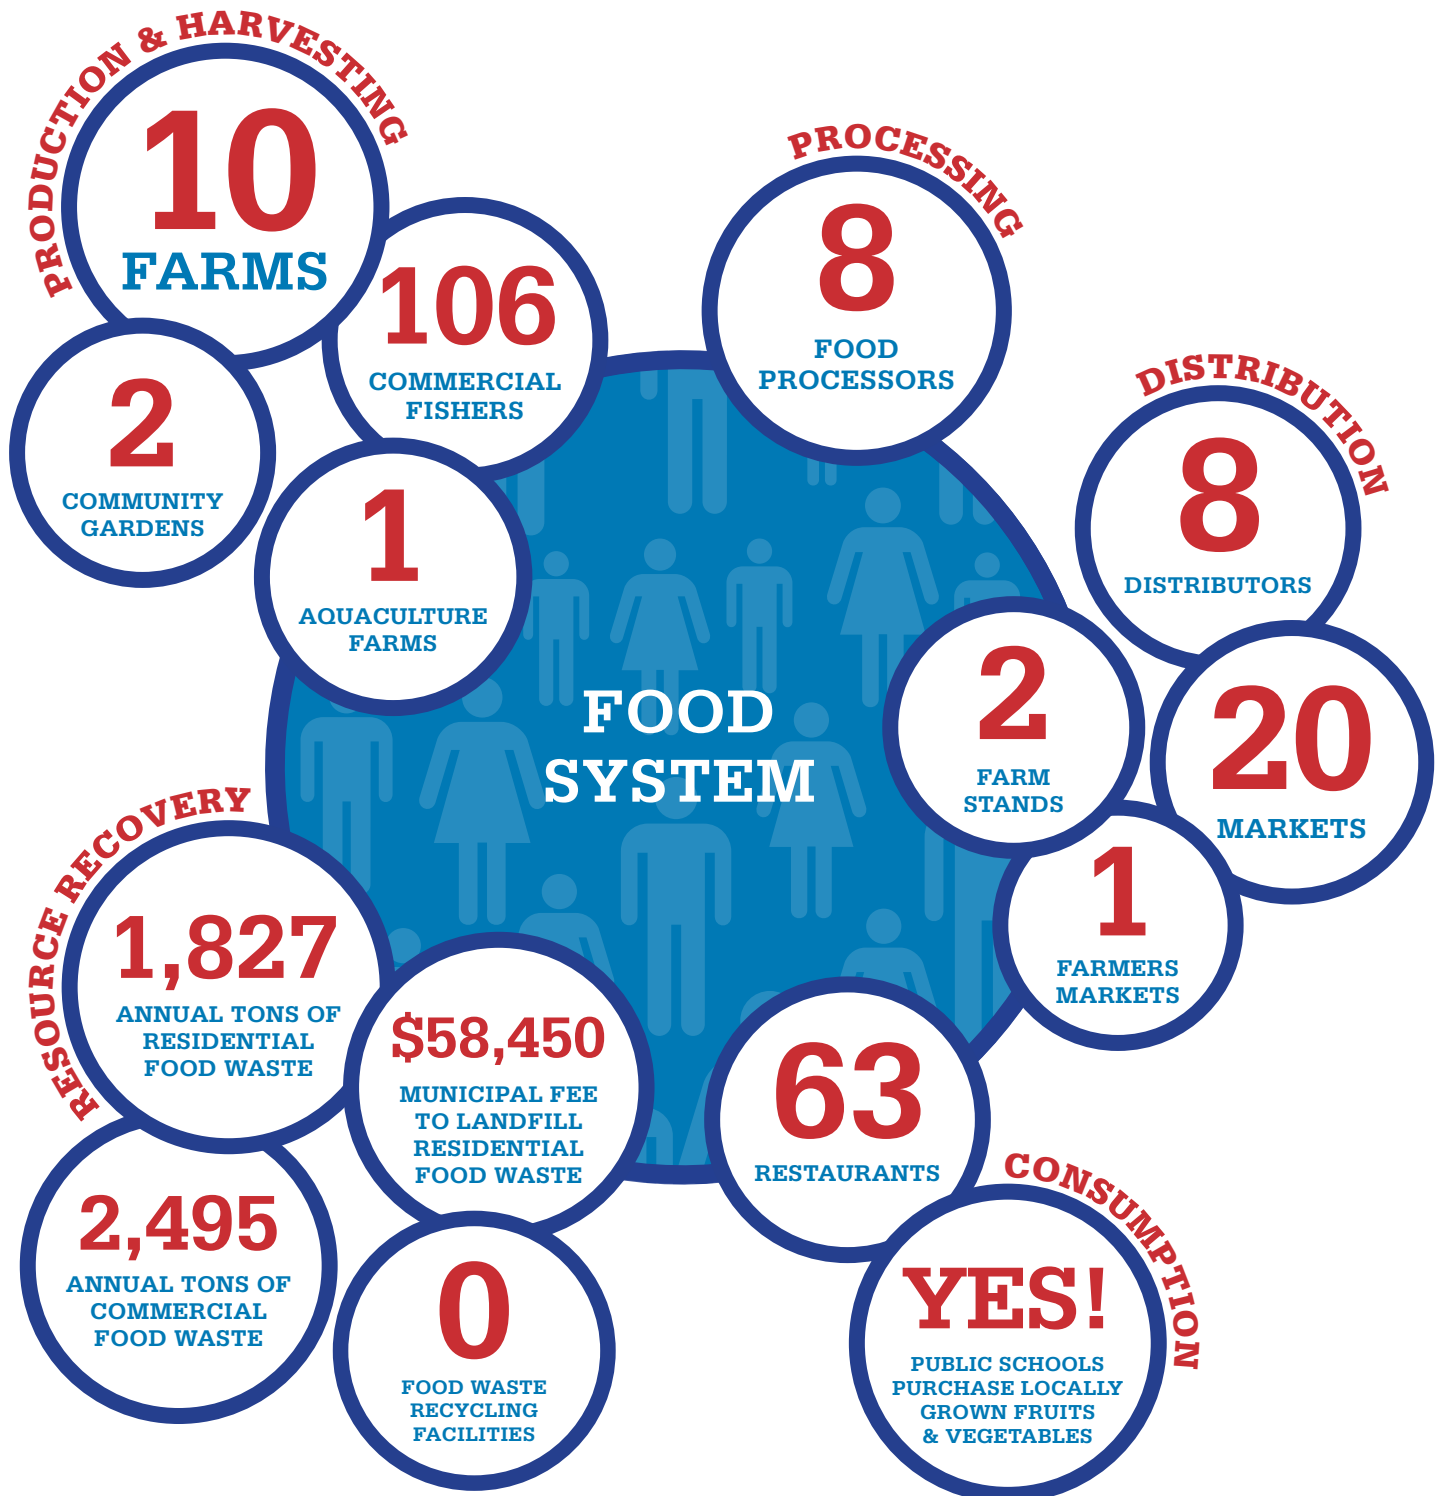 PRODUCTION & HARVESTING
10
FARMS
106
COMMERCIAL
FISHERS
2
COMMUNITY
GARDENS
1
AQUACULTURE
FARMS
PROCESSING
8
FOOD
PROCESSORS
DISTRIBUTION
8
DISTRIBUTORS
2
FARM
STANDS
20
MARKETS
1
FARMERS
MARKETS
FOOD
SYSTEM
RESOURCE RECOVERY
1,827
ANNUAL TONS OF
RESIDENTIAL
FOOD WASTE
$58,450
MUNICIPAL FEE
TO LANDFILL
RESIDENTIAL
FOOD WASTE
2,495
ANNUAL TONS OF
COMMERCIAL
FOOD WASTE
0
FOOD WASTE
RECYCLING
FACILITIES
63
RESTAURANTS
CONSUMPTION
YES!
PUBLIC SCHOOLS
PURCHASE LOCALLY
GROWN FRUITS
& VEGETABLES